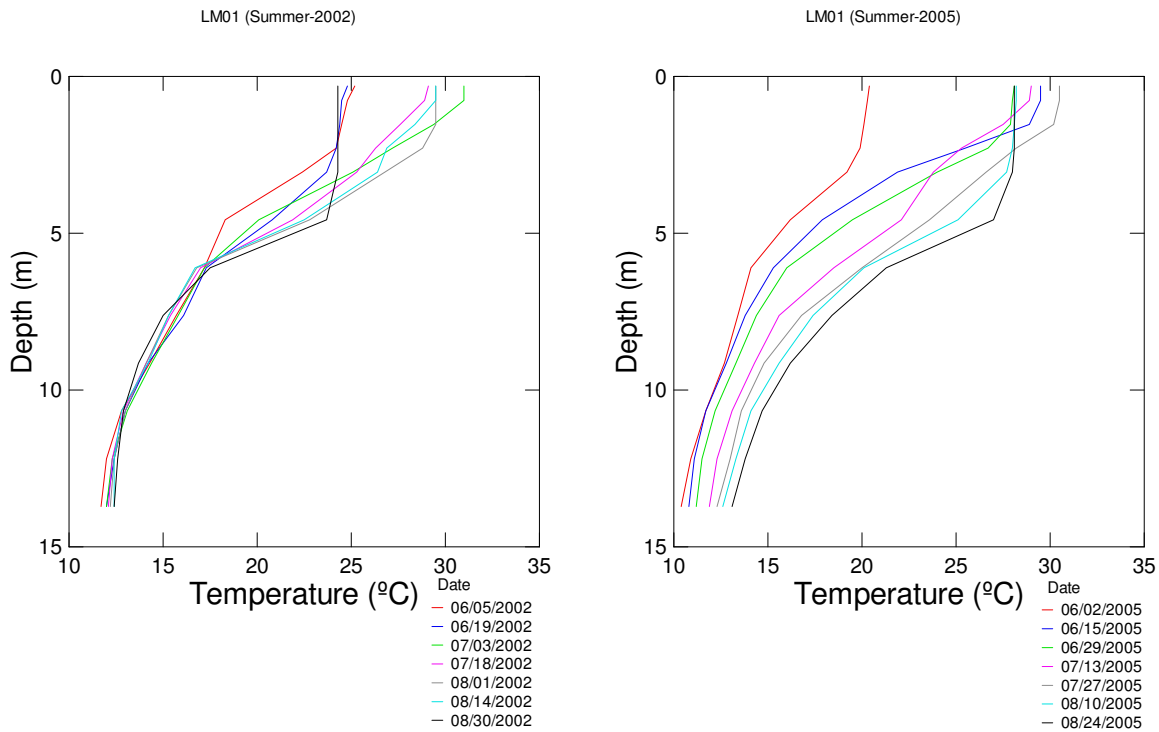 LM01 (Summer-2002)
0
5
10
15
Depth (m)
10 15 20 25 30 35
Temperature (ºC)
Date
06/05/2002
06/19/2002
07/03/2002
07/18/2002
08/01/2002
08/14/2002
08/30/2002
LM01 (Summer-2005)
0
5
10
15
Depth (m)
10 15 20 25 30 35
Temperature (ºC)
Date
06/02/2005
06/15/2005
06/29/2005
07/13/2005
07/27/2005
08/10/2005
08/24/2005